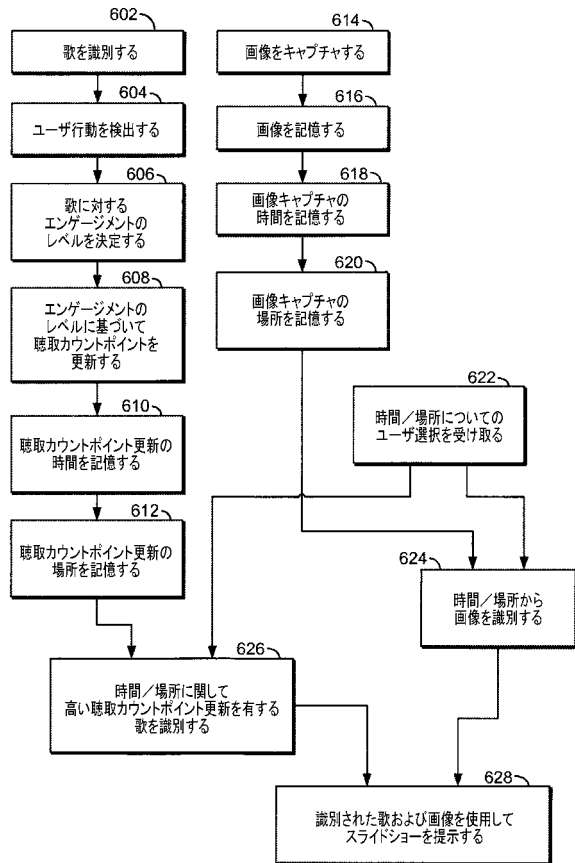 602
歌を識別する
604
ユーザ行動を検出する
606
歌に対する
エンゲージメントの
レベルを決定する
608
エンゲージメントの
レベルに基づいて
聴取カウントポイントを
更新する
610
聴取カウントポイント更新の
時間を記憶する
612
聴取カウントポイント更新の
場所を記憶する
614
画像をキャプチャする
616
画像を記憶する
618
画像キャプチャの
時間を記憶する
620
画像キャプチャの
場所を記憶する
622
時間/場所についての
ユーザ選択を受け取る
624
時間/場所から
画像を識別する
626
時間/場所に関して
高い聴取カウントポイント更新を有する
歌を識別する
628
識別された歌および画像を使用して
スライドショーを提示する